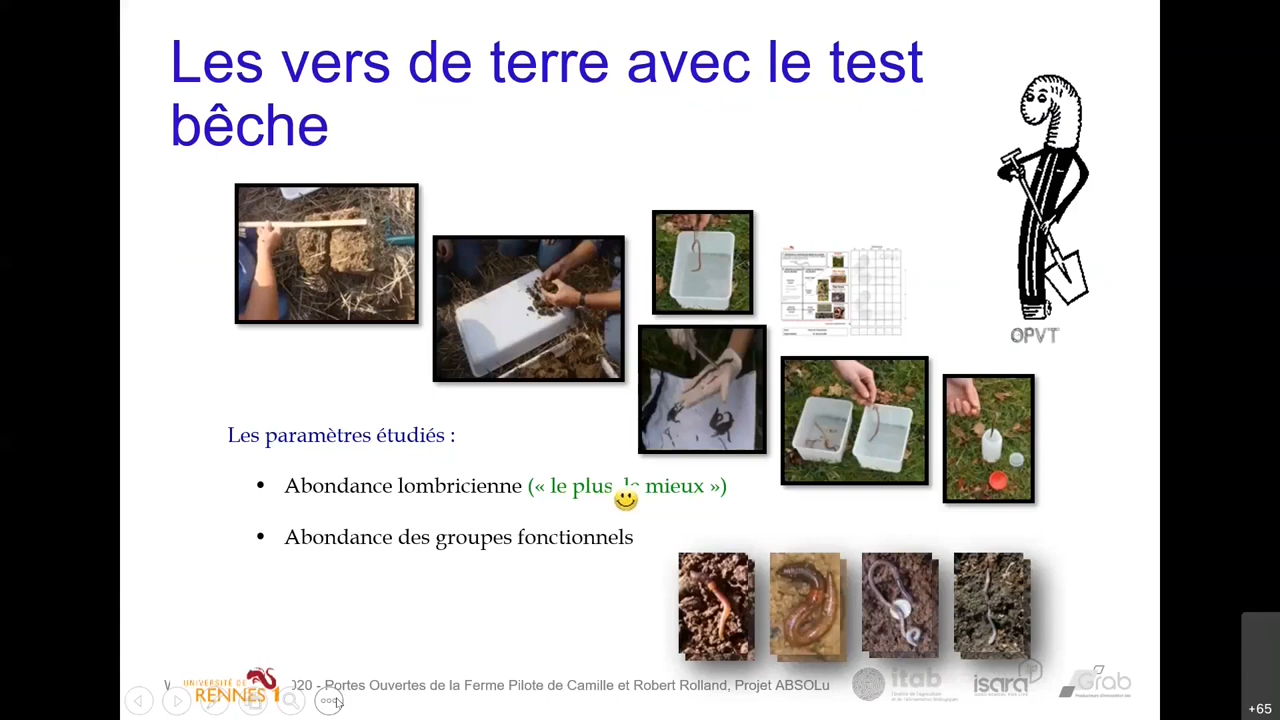 Les vers de terre avec le test
bêche
OPVT
Les paramètres étudiés :
• Abondance lombricienne (« le plus le mieux »)
• Abondance des groupes fonctionnels
UNIVERSITÉ DE
RENNES 1
020 - Portes Ouvertes de la Ferme Pilote de Camille et Robert Rolland, Projet ABSOLu
itab
isara
Grab
+65